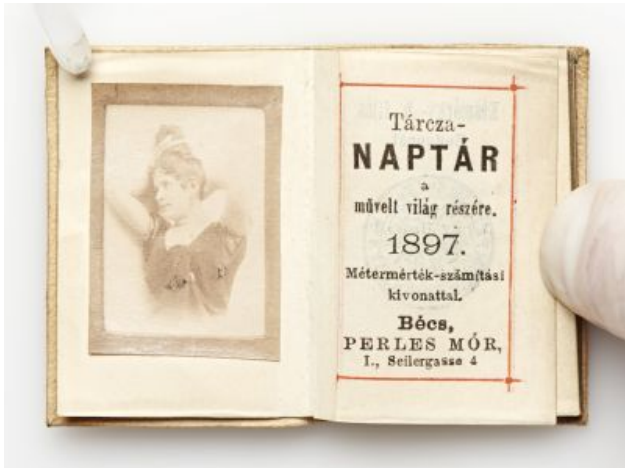 Tárcza-
NAPTÁR
a
művelt világ részére.
1897.
Métermérték-számítási
kivonattal.
Bécs,
PERLES MÓR,
I., Seilergasse 4